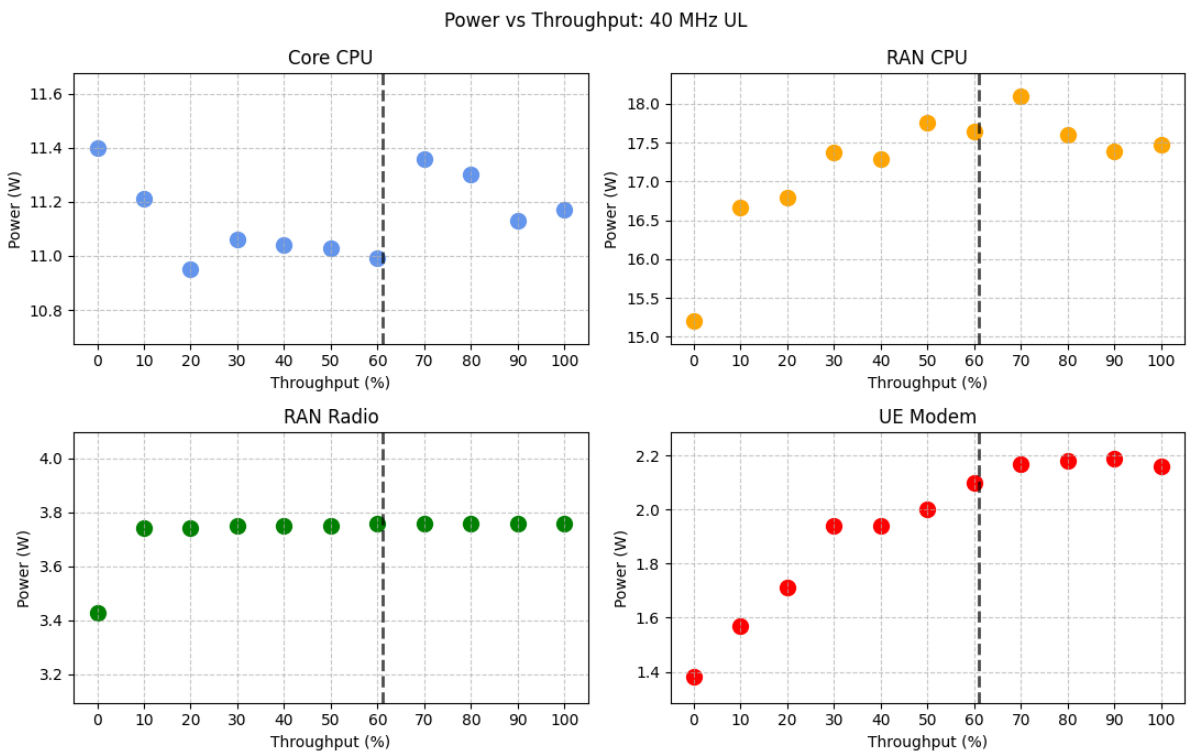 Power vs Throughput: 40 MHz UL
Core CPU
Power (W)
11.6
11.4
11.2
11.0
10.8
0 10 20 30 40 50 60 70 80 90 100
Throughput (%)
RAN CPU
Power (W)
18.0
17.5
17.0
16.5
16.0
15.5
15.0
0 10 20 30 40 50 60 70 80 90 100
Throughput (%)
RAN Radio
Power (W)
4.0
3.8
3.6
3.4
3.2
0 10 20 30 40 50 60 70 80 90 100
Throughput (%)
UE Modem
Power (W)
2.2
2.0
1.8
1.6
1.4
0 10 20 30 40 50 60 70 80 90 100
Throughput (%)